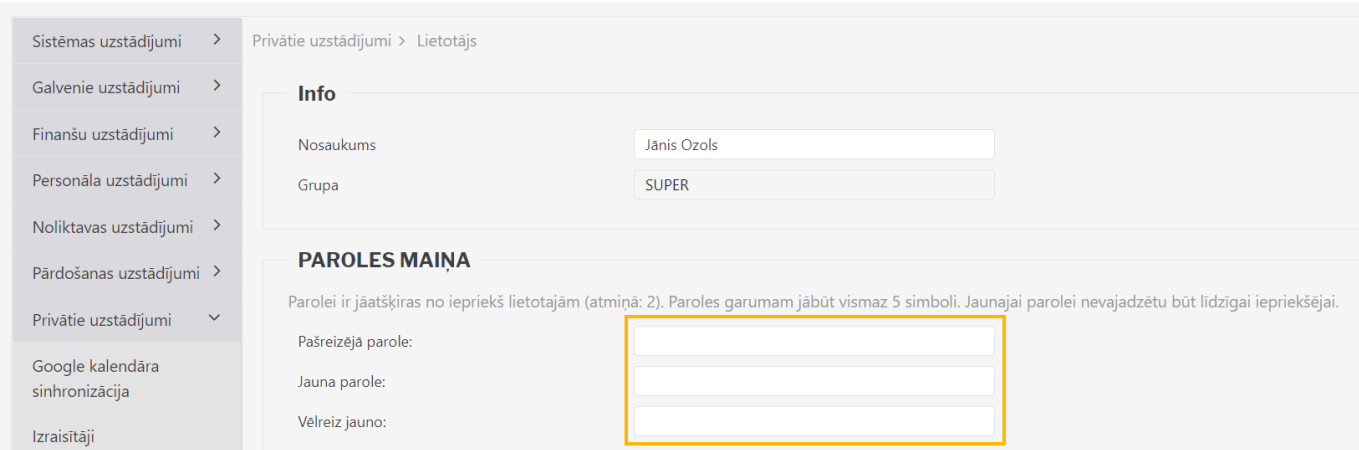 Sistēmas uzstādījumi
Galvenie uzstādījumi
Finanšu uzstādījumi
Personāla uzstādījumi
Noliktavas uzstādījumi
Pārdošanas uzstādījumi
Privātie uzstādījumi
Google kalendāra
sinhronizācija
Izraisītāji
Privātie uzstādījumi > Lietotājs
Info
Nosaukums Jānis Ozols
Grupa SUPER
PAROLES MAIŅA
Parolei ir jāatšķiras no iepriekš lietotajām (atmiņā: 2). Paroles garumam jābūt vismaz 5 simboli. Jaunajai parolei nevajadzētu būt līdzīgai iepriekšējai.
Pašreizējā parole:
Jauna parole:
Vēlreiz jauno: